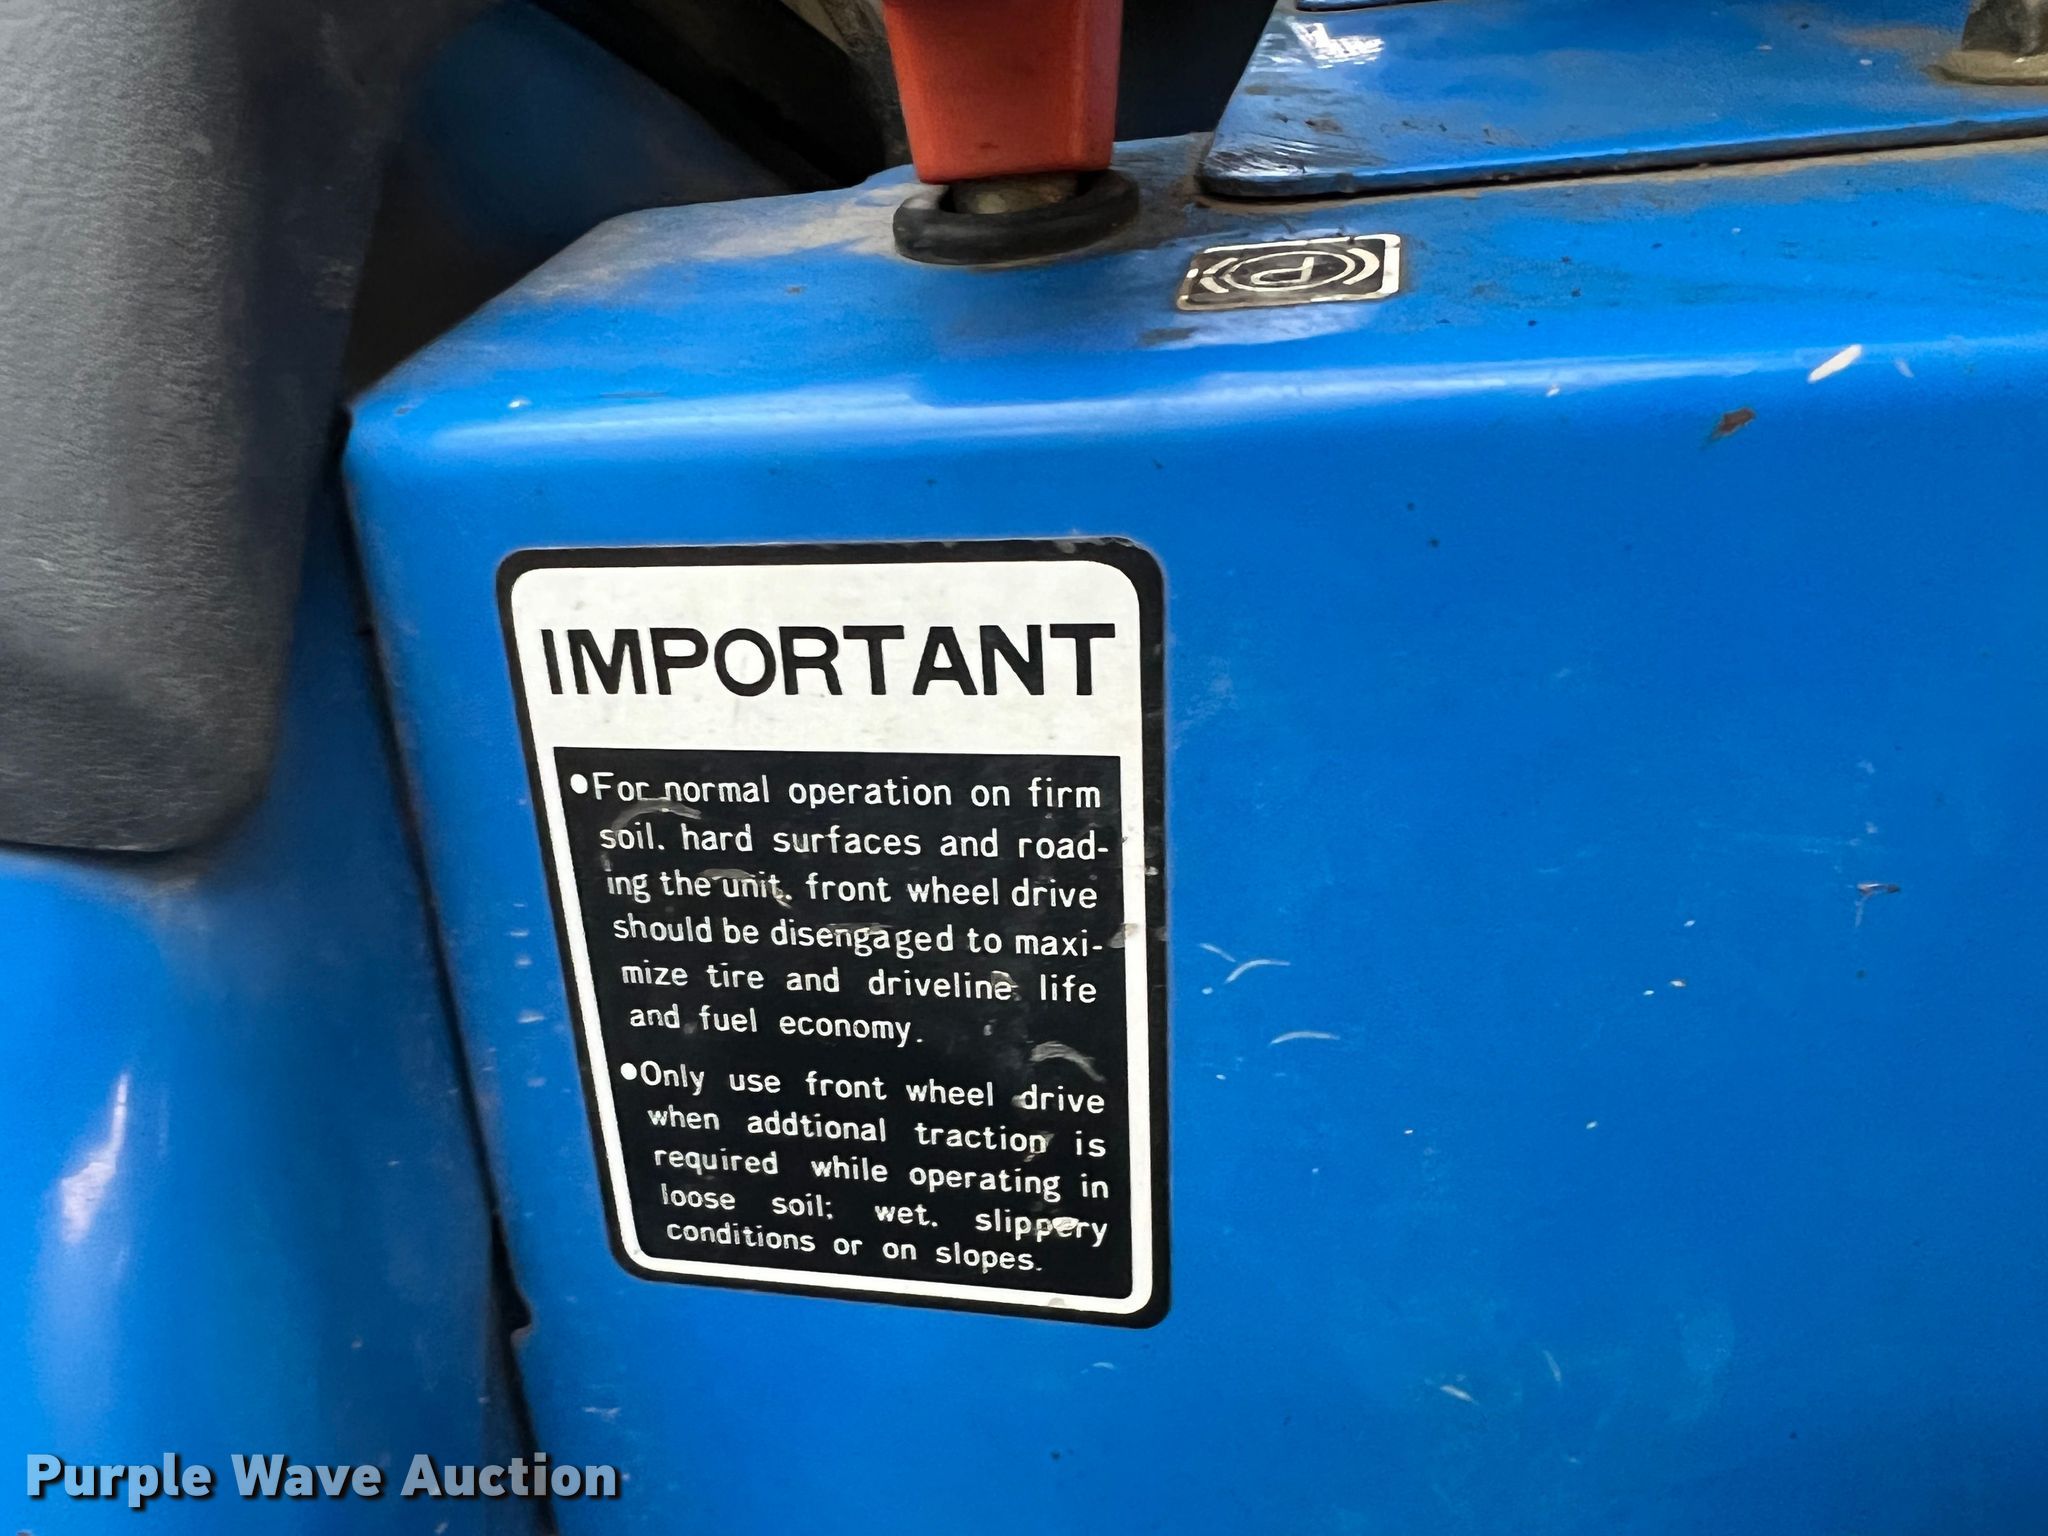 P
IMPORTANT
●For normal operation on firm
soil. hard surfaces and road-
ing the unit. front wheel drive
should be disengaged to maxi-
mize tire and driveline life
and fuel economy.
●Only use front wheel drive
when addtional traction is
required while operating in
loose soil; wet. slippery
conditions or on slopes.
Purple Wave Auction